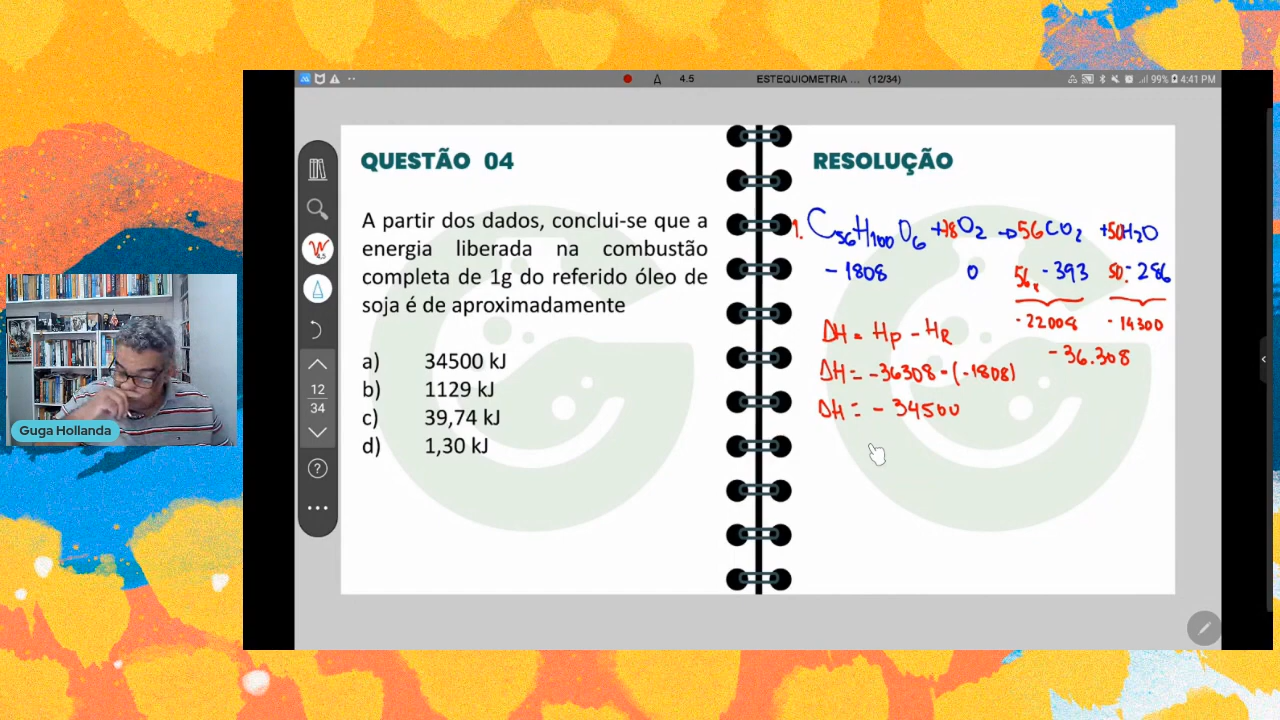 4.5
ESTEQUIOMETRIA ... (12/34)
99% 4:41 PM
QUESTÃO 04
A partir dos dados, conclui-se que a
energia liberada na combustão
completa de 1g do referido óleo de
soja é de aproximadamente
a) 34500 kJ
b) 1129 kJ
c) 39,74 kJ
d) 1,30 kJ
12
34
Guga Hollanda
RESOLUÇÃO
1. C56H100O6 + 78O2 → 56CO2 + 50H2O
- 1808 0 56x - 393 50. - 286
- 22008 - 14300
- 36.308
ΔH = HP - HR
ΔH = - 36308 - (-1808)
ΔH = - 34500